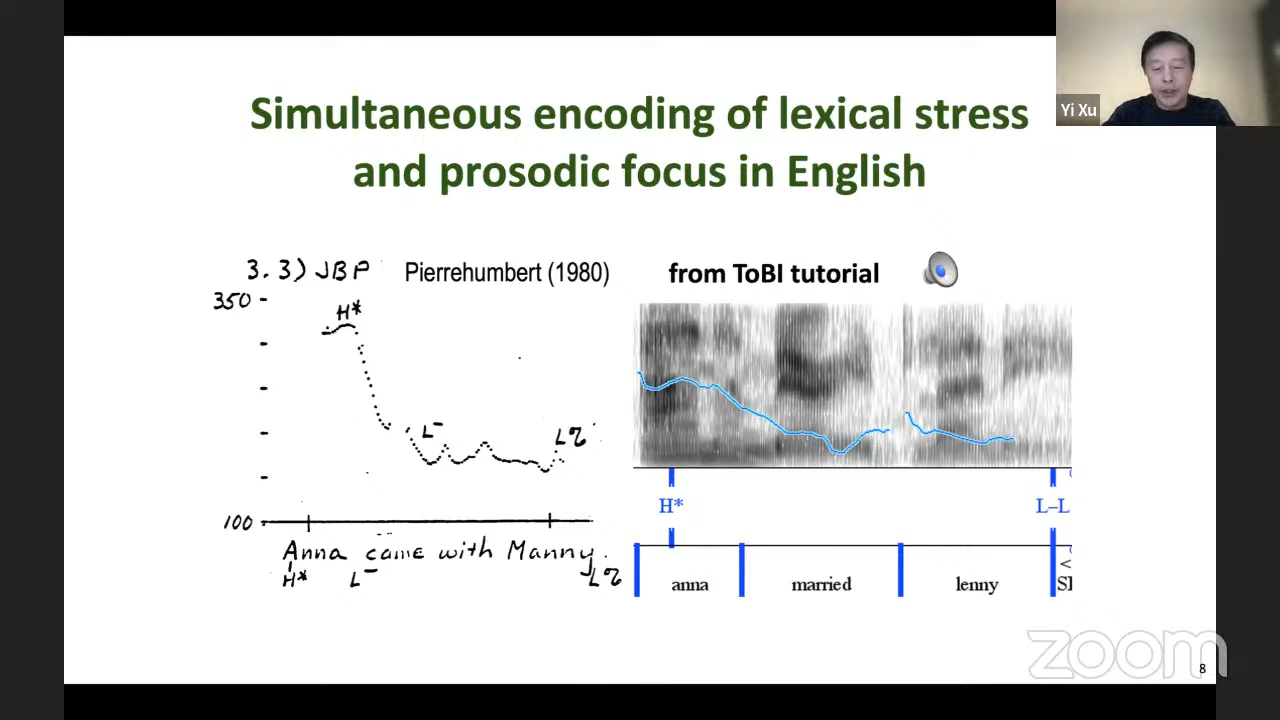 Simultaneous encoding of lexical stress
and prosodic focus in English
Yi Xu
3.3) JBP
Pierrehumbert (1980)
from ToBI tutorial
350
H*
L-
L%
100
Anna came with Manny.
H* L- L%
H* L-L
anna married lenny
<
zoom
8